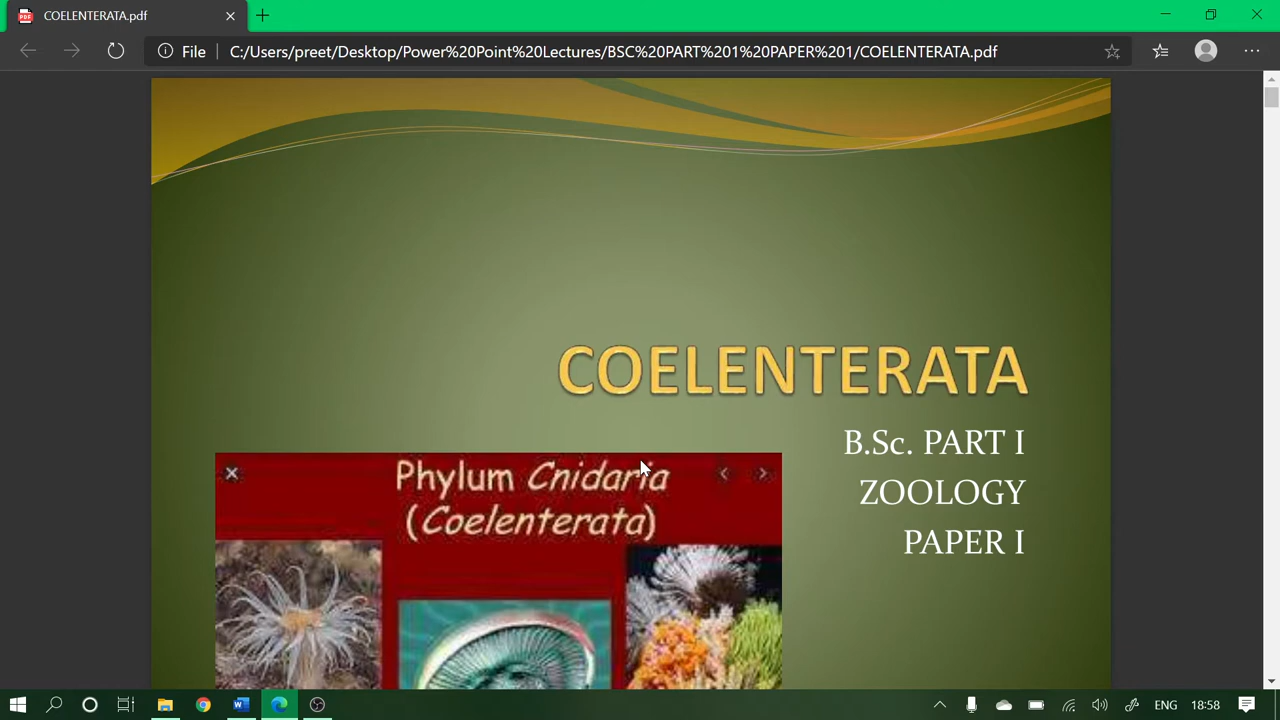 COELENTERATA.pdf
File C:/Users/preet/Desktop/Power%20Point%20Lectures/BSC%20PART%201%20PAPER%201/COELENTERATA.pdf
COELENTERATA
B.Sc. PART I
ZOOLOGY
PAPER I
Phylum Cnidaria
(Coelenterata)
ENG 18:58